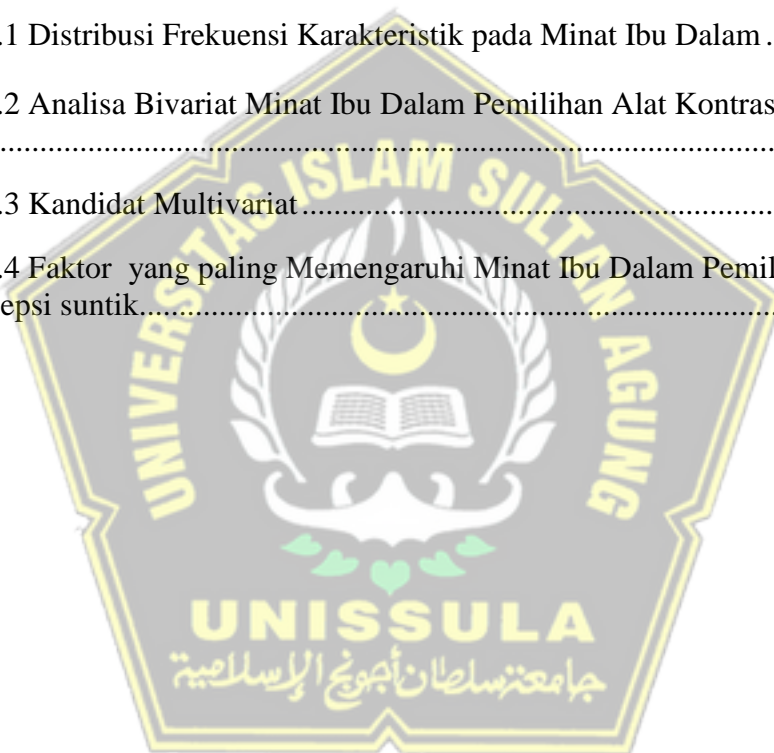 .1 Distribusi Frekuensi Karakteristik pada Minat Ibu Dalam .
.2 Analisa Bivariat Minat Ibu Dalam Pemilihan Alat Kontras
..........................................................................................
.3 Kandidat Multivariat..........................................................
.4 Faktor yang paling Memengaruhi Minat Ibu Dalam Pemil
epsi suntik..............................................................................
UNIVERSITAS ISLAM SULTAN AGUNG
UNISSULA
جامعتنسلطان أجونج الإسلامية